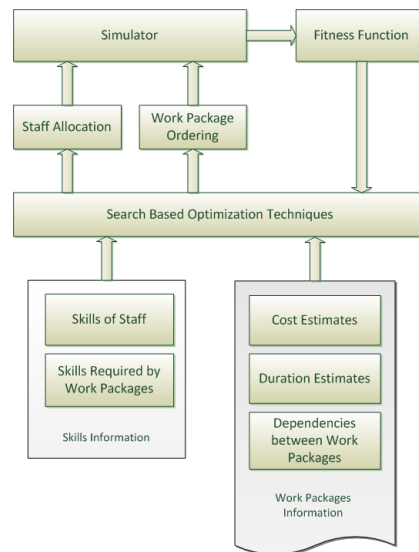 Simulator
Fitness Function
Staff Allocation
Work Package
Ordering
Search Based Optimization Techniques
Skills of Staff
Skills Required by
Work Packages
Skills Information
Cost Estimates
Duration Estimates
Dependencies
between Work
Packages
Work Packages
Information